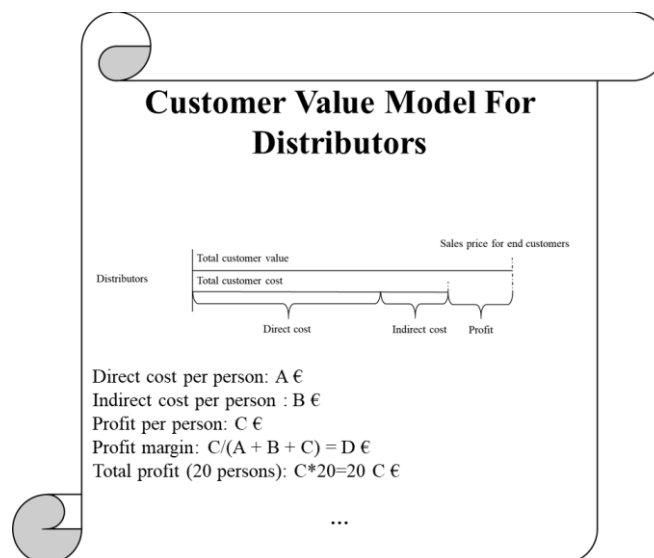 Customer Value Model For
Distributors
Sales price for end customers
Total customer value
Distributors
Total customer cost
Direct cost
Indirect cost
Profit
Direct cost per person: A €
Indirect cost per person : B €
Profit per person: C €
Profit margin: C/(A + B + C) = D €
Total profit (20 persons): C*20=20 C €
...